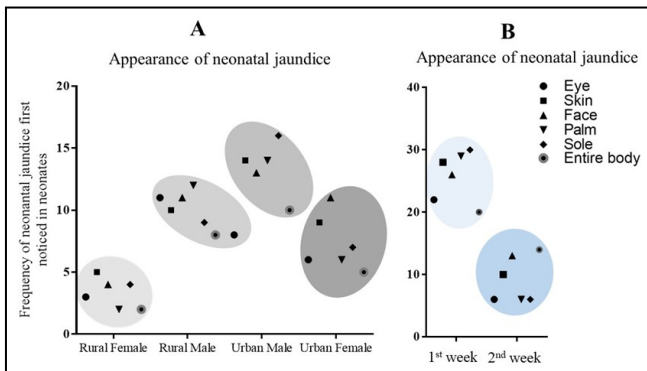 A
Appearance of neonatal jaundice
Frequency of neonantal jaundice first
noticed in neonates
20
15
10
5
0
Rural Female
Rural Male
Urban Male
Urban Female
B
Appearance of neonatal jaundice
40
30
20
10
0
1st week
2nd week
Eye
Skin
Face
Palm
Sole
Entire body